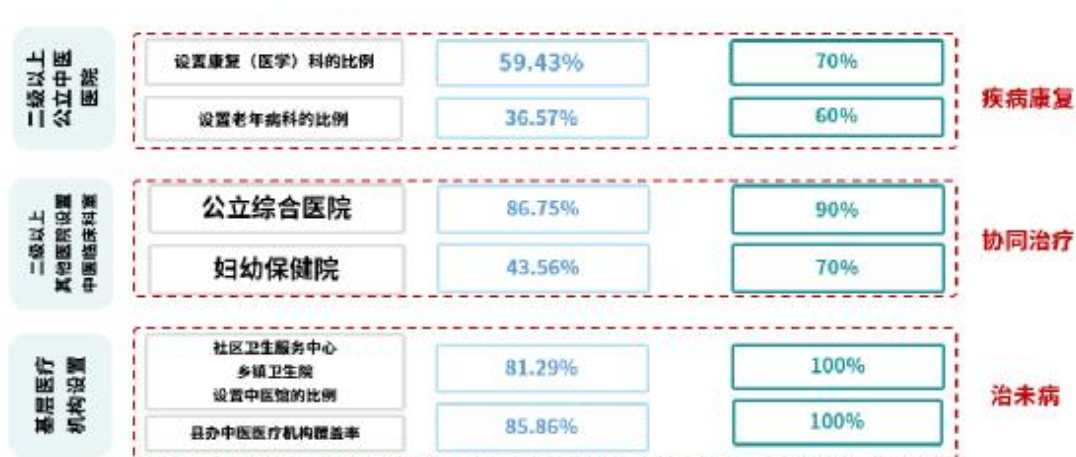 二级以上
公立中医
医院
设置康复（医学）科的比例
59.43%
70%
设置老年病科的比例
36.57%
60%
疾病康复
二级以上
其他医院设置
中医临床科室
公立综合医院
86.75%
90%
妇幼保健院
43.56%
70%
协同治疗
基层医疗
机构设置
社区卫生服务中心
乡镇卫生院
设置中医馆的比例
81.29%
100%
县办中医医疗机构覆盖率
85.86%
100%
治未病